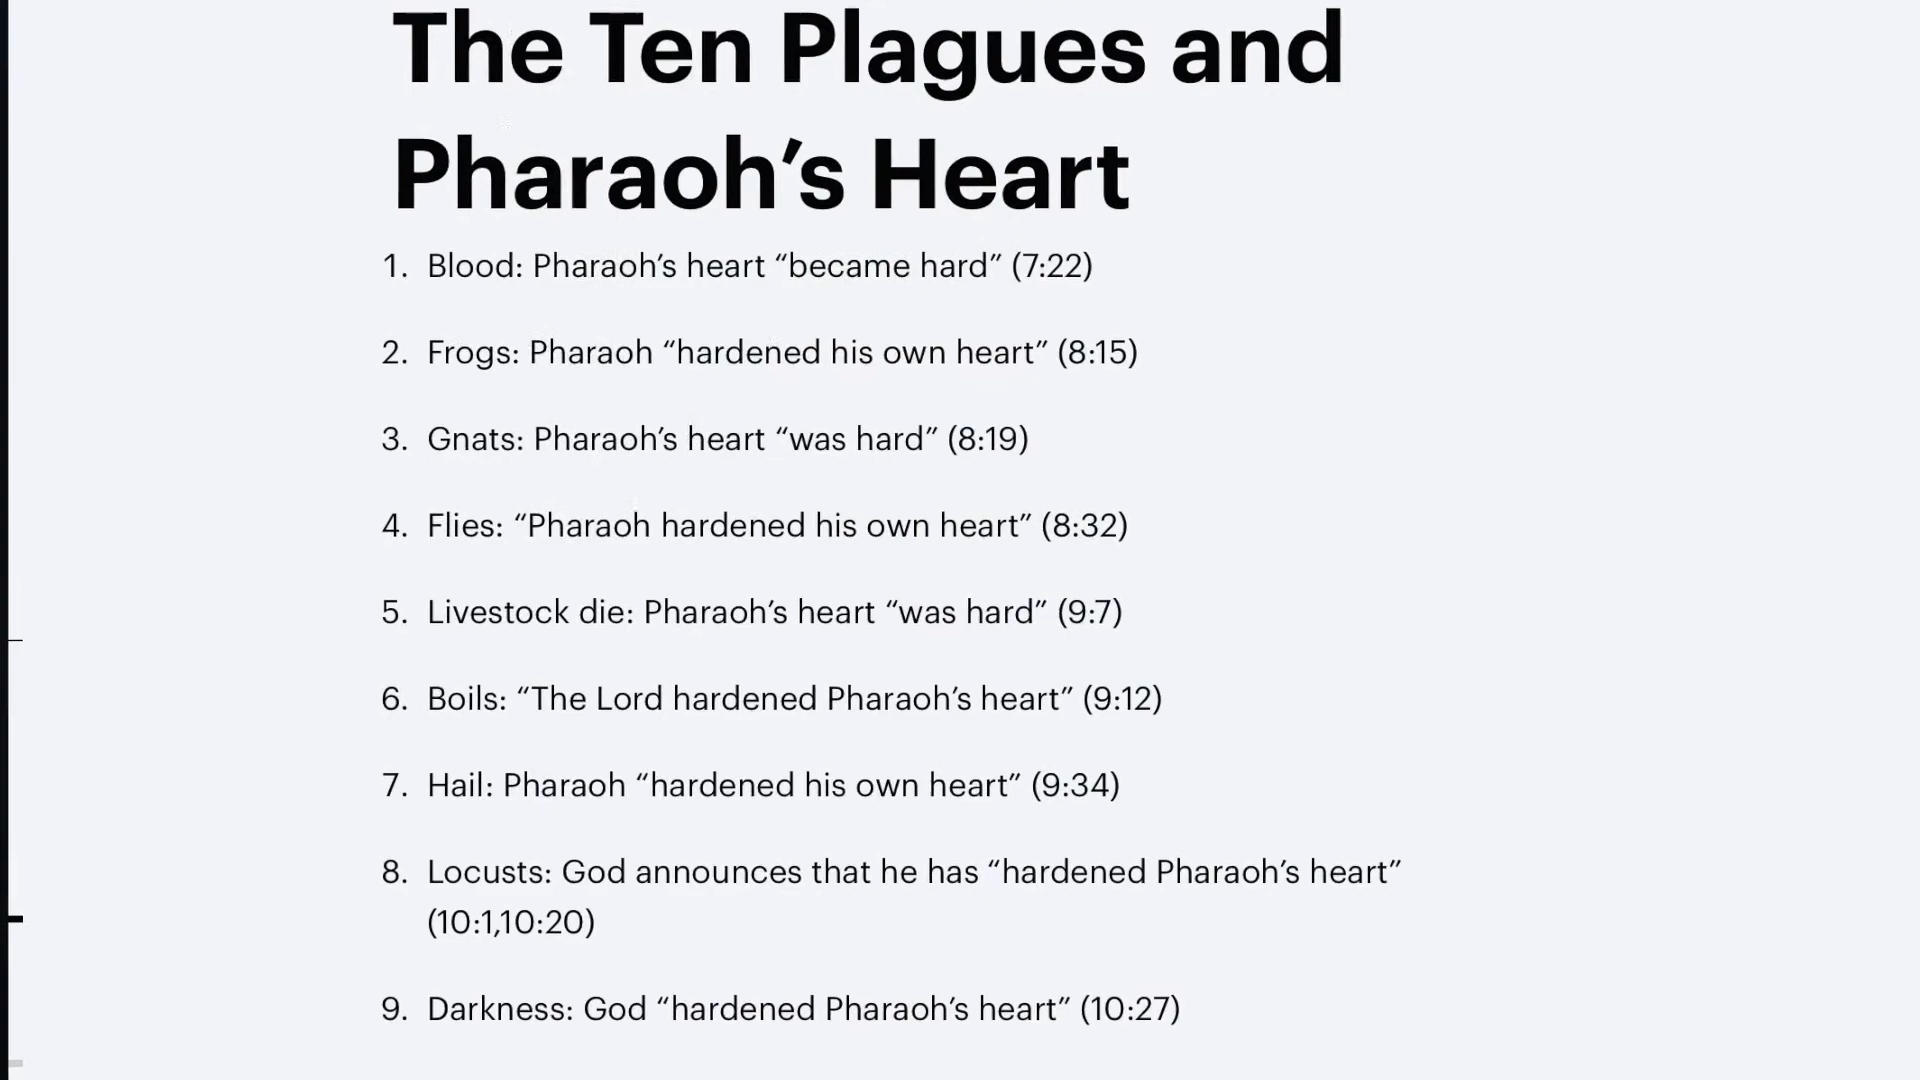 The Ten Plagues and
Pharaoh’s Heart
1. Blood: Pharaoh’s heart “became hard” (7:22)
2. Frogs: Pharaoh “hardened his own heart” (8:15)
3. Gnats: Pharaoh’s heart “was hard” (8:19)
4. Flies: “Pharaoh hardened his own heart” (8:32)
5. Livestock die: Pharaoh’s heart “was hard” (9:7)
6. Boils: “The Lord hardened Pharaoh’s heart” (9:12)
7. Hail: Pharaoh “hardened his own heart” (9:34)
8. Locusts: God announces that he has “hardened Pharaoh’s heart”
(10:1,10:20)
9. Darkness: God “hardened Pharaoh’s heart” (10:27)